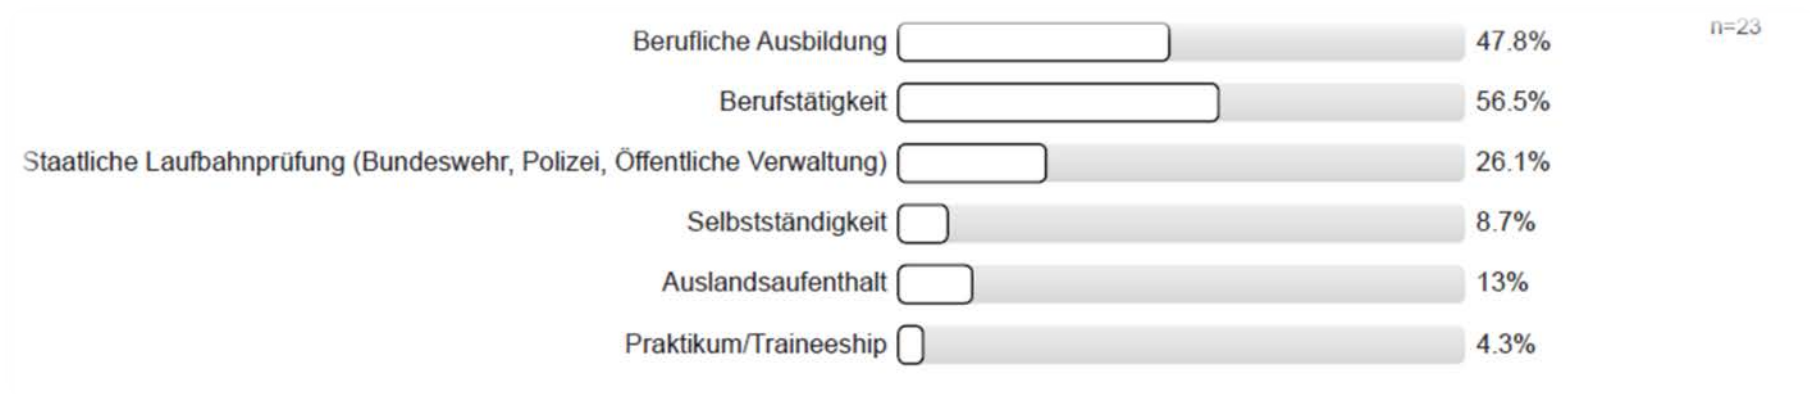 Berufliche Ausbildung 47.8% n=23
Berufstätigkeit 56.5%
Staatliche Laufbahnprüfung (Bundeswehr, Polizei, Öffentliche Verwaltung) 26.1%
Selbstständigkeit 8.7%
Auslandsaufenthalt 13%
Praktikum/Traineeship 4.3%